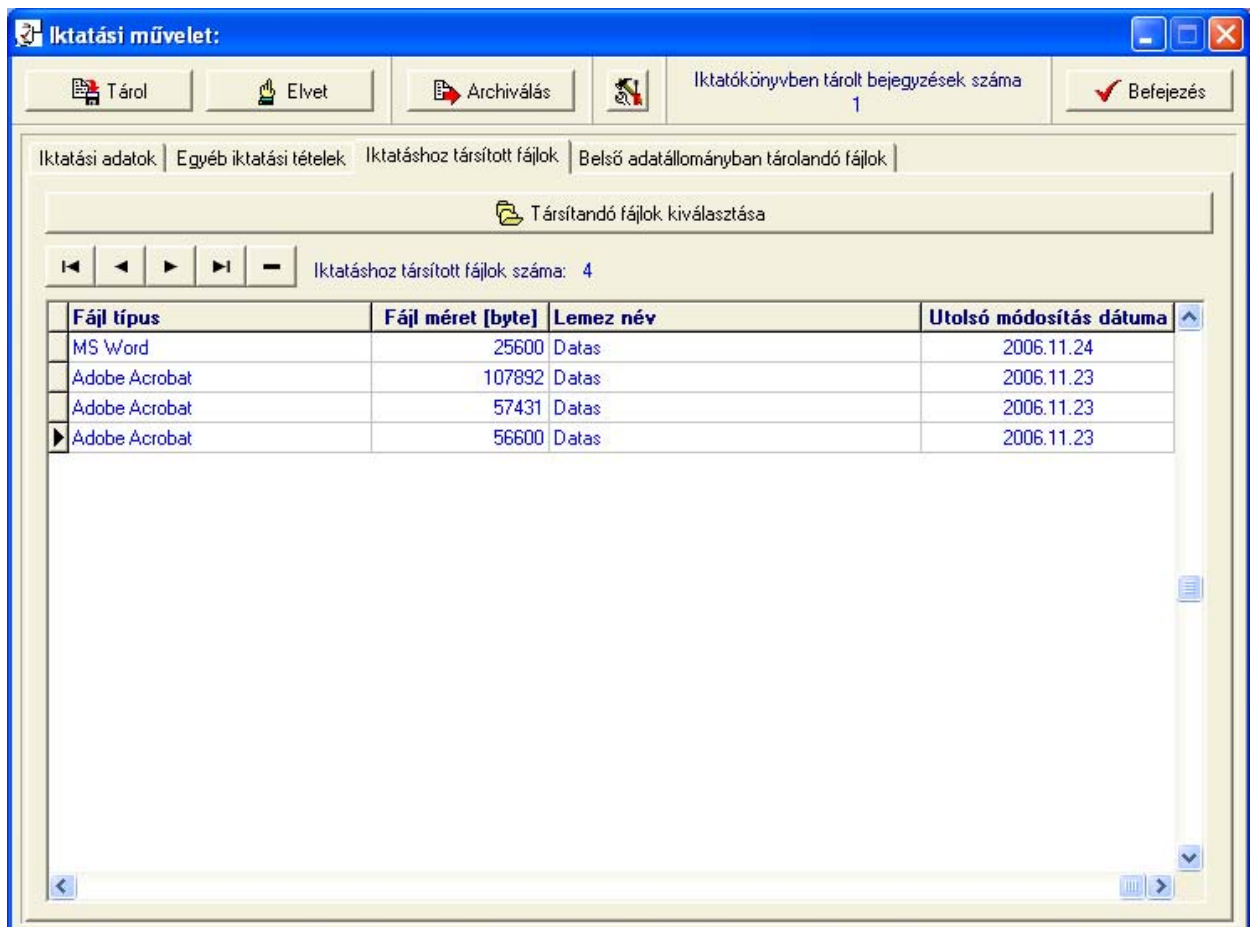 Iktatási művelet:
Tárol Elvet Archiválás Iktatókönyvben tárolt bejegyzések száma Befejezés
1
Iktatási adatok Egyéb iktatási tételek Iktatáshoz társított fájlok Belső adatállományban tárolandó fájlok
Társítandó fájlok kiválasztása
Iktatáshoz társított fájlok száma: 4
Fájl típus Fájl méret [byte] Lemez név Utolsó módosítás dátuma
MS Word 25600 Datas 2006.11.24
Adobe Acrobat 107892 Datas 2006.11.23
Adobe Acrobat 57431 Datas 2006.11.23
Adobe Acrobat 56600 Datas 2006.11.23